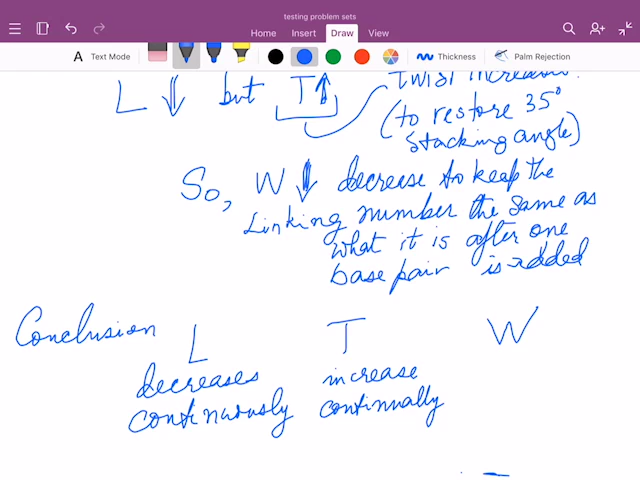 testing problem sets
Home Insert Draw View
A Text Mode Thickness Palm Rejection
L but T twist increases
(to restore 35°
stacking angle)
So, W decrease to keep the
Linking number the same as
what it is after one
base pair is added
Conclusion L T W
decreases increase
continuously continually